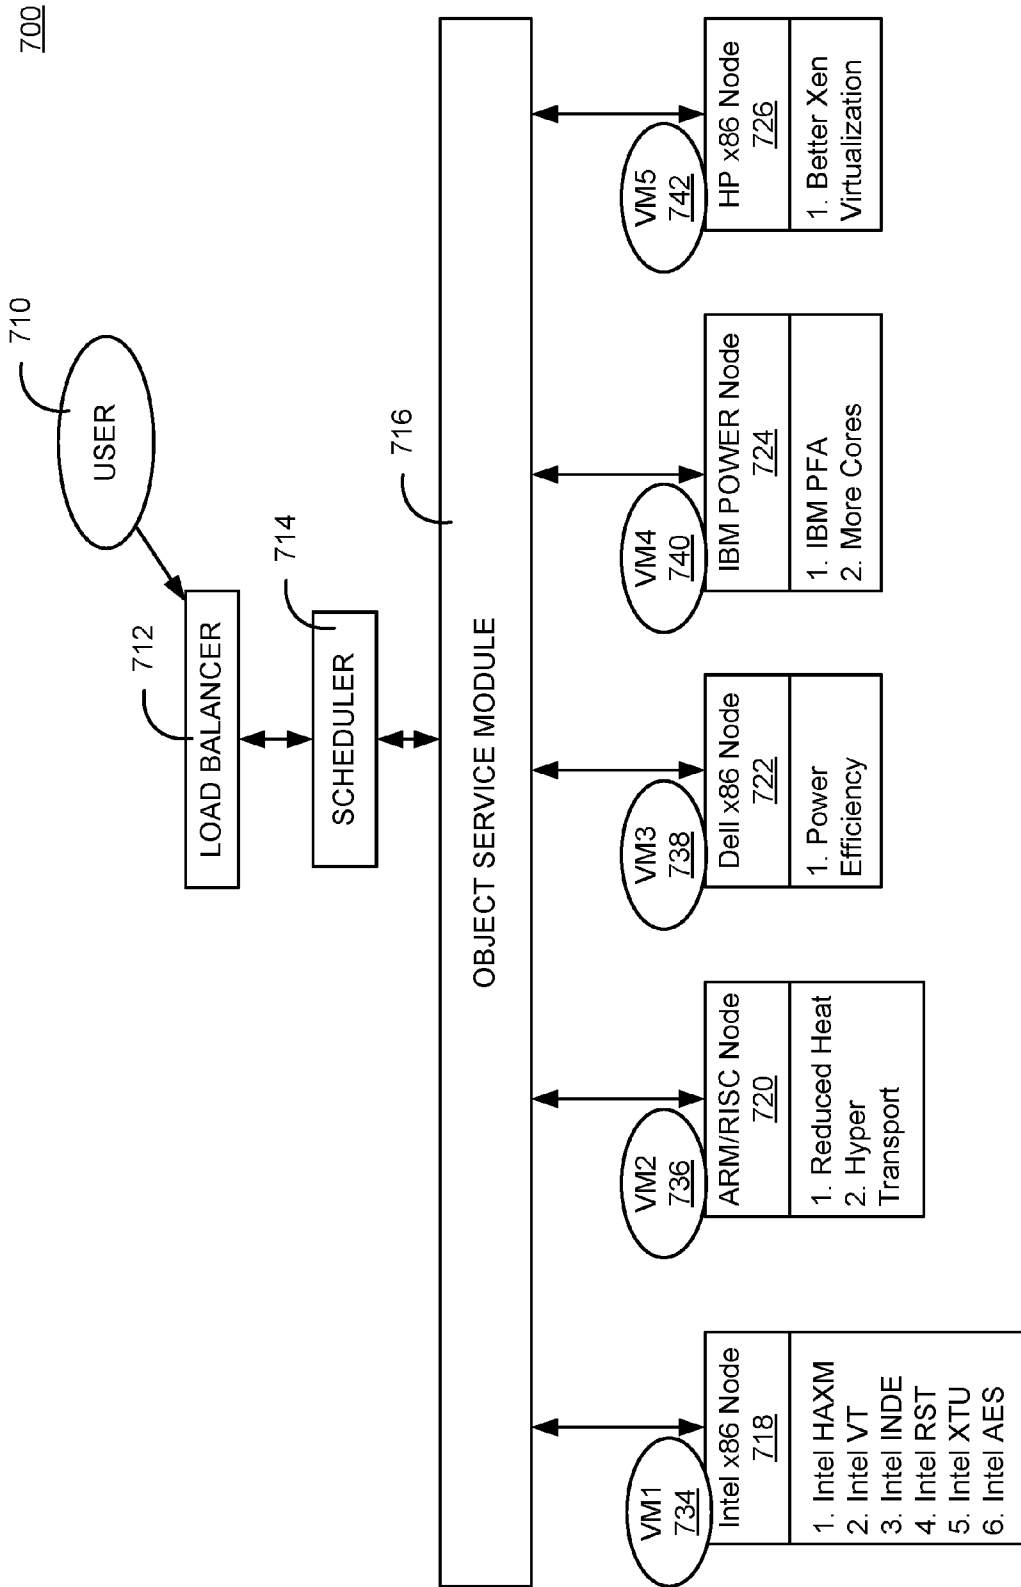 700
710
USER
712
LOAD BALANCER
714
SCHEDULER
716
OBJECT SERVICE MODULE
VM1
734
Intel x86 Node
718
1. Intel HAXM
2. Intel VT
3. Intel INDE
4. Intel RST
5. Intel XTU
6. Intel AES
VM2
736
ARM/RISC Node
720
1. Reduced Heat
2. Hyper
Transport
VM3
738
Dell x86 Node
722
1. Power
Efficiency
VM4
740
IBM POWER Node
724
1. IBM PFA
2. More Cores
VM5
742
HP x86 Node
726
1. Better Xen
Virtualization